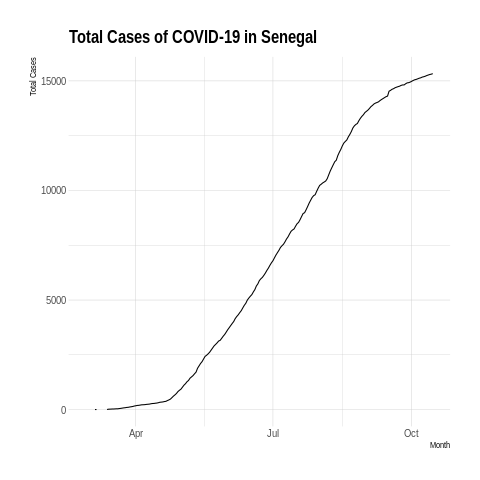 Total Cases of COVID-19 in Senegal
Total Cases
15000
10000
5000
0
Apr Jul Oct
Month